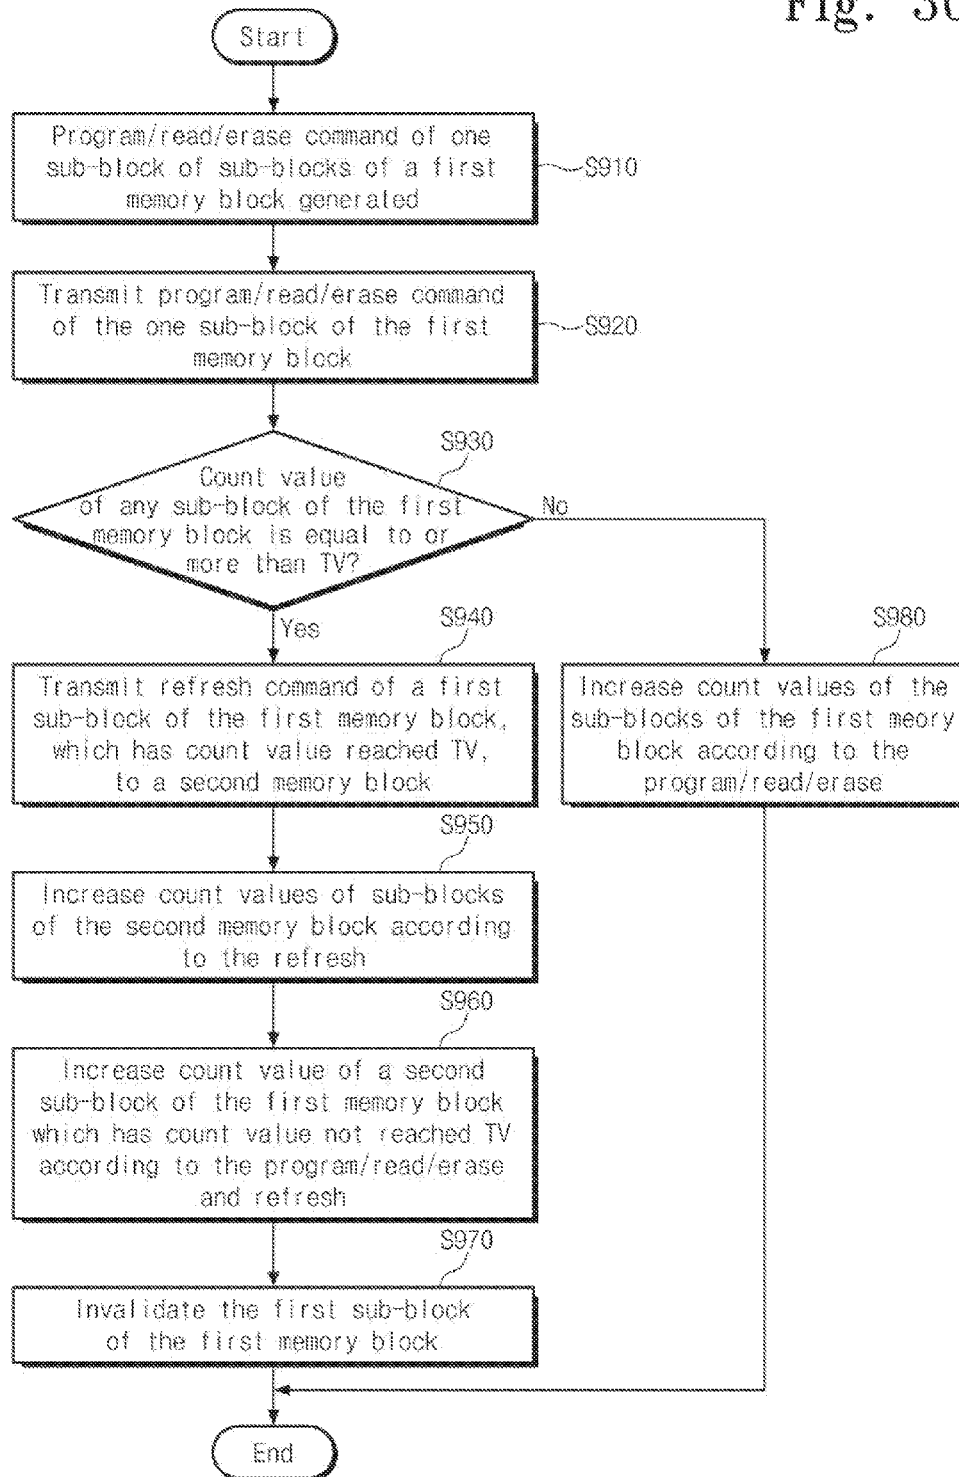 Fig. 30
Start
Program/read/erase command of one
sub-block of sub-blocks of a first
memory block generated
S910
Transmit program/read/erase command
of the one sub-block of the first
memory block
S920
S930
Count value
of any sub-block of the first
memory block is equal to or
more than TV?
No
Yes
S940
Transmit refresh command of a first
sub-block of the first memory block,
which has count value reached TV,
to a second memory block
S980
Increase count values of the
sub-blocks of the first meory
block according to the
program/read/erase
S950
Increase count values of sub-blocks
of the second memory block according
to the refresh
S960
Increase count value of a second
sub-block of the first memory block
which has count value not reached TV
according to the program/read/erase
and refresh
S970
Invalidate the first sub-block
of the first memory block
End